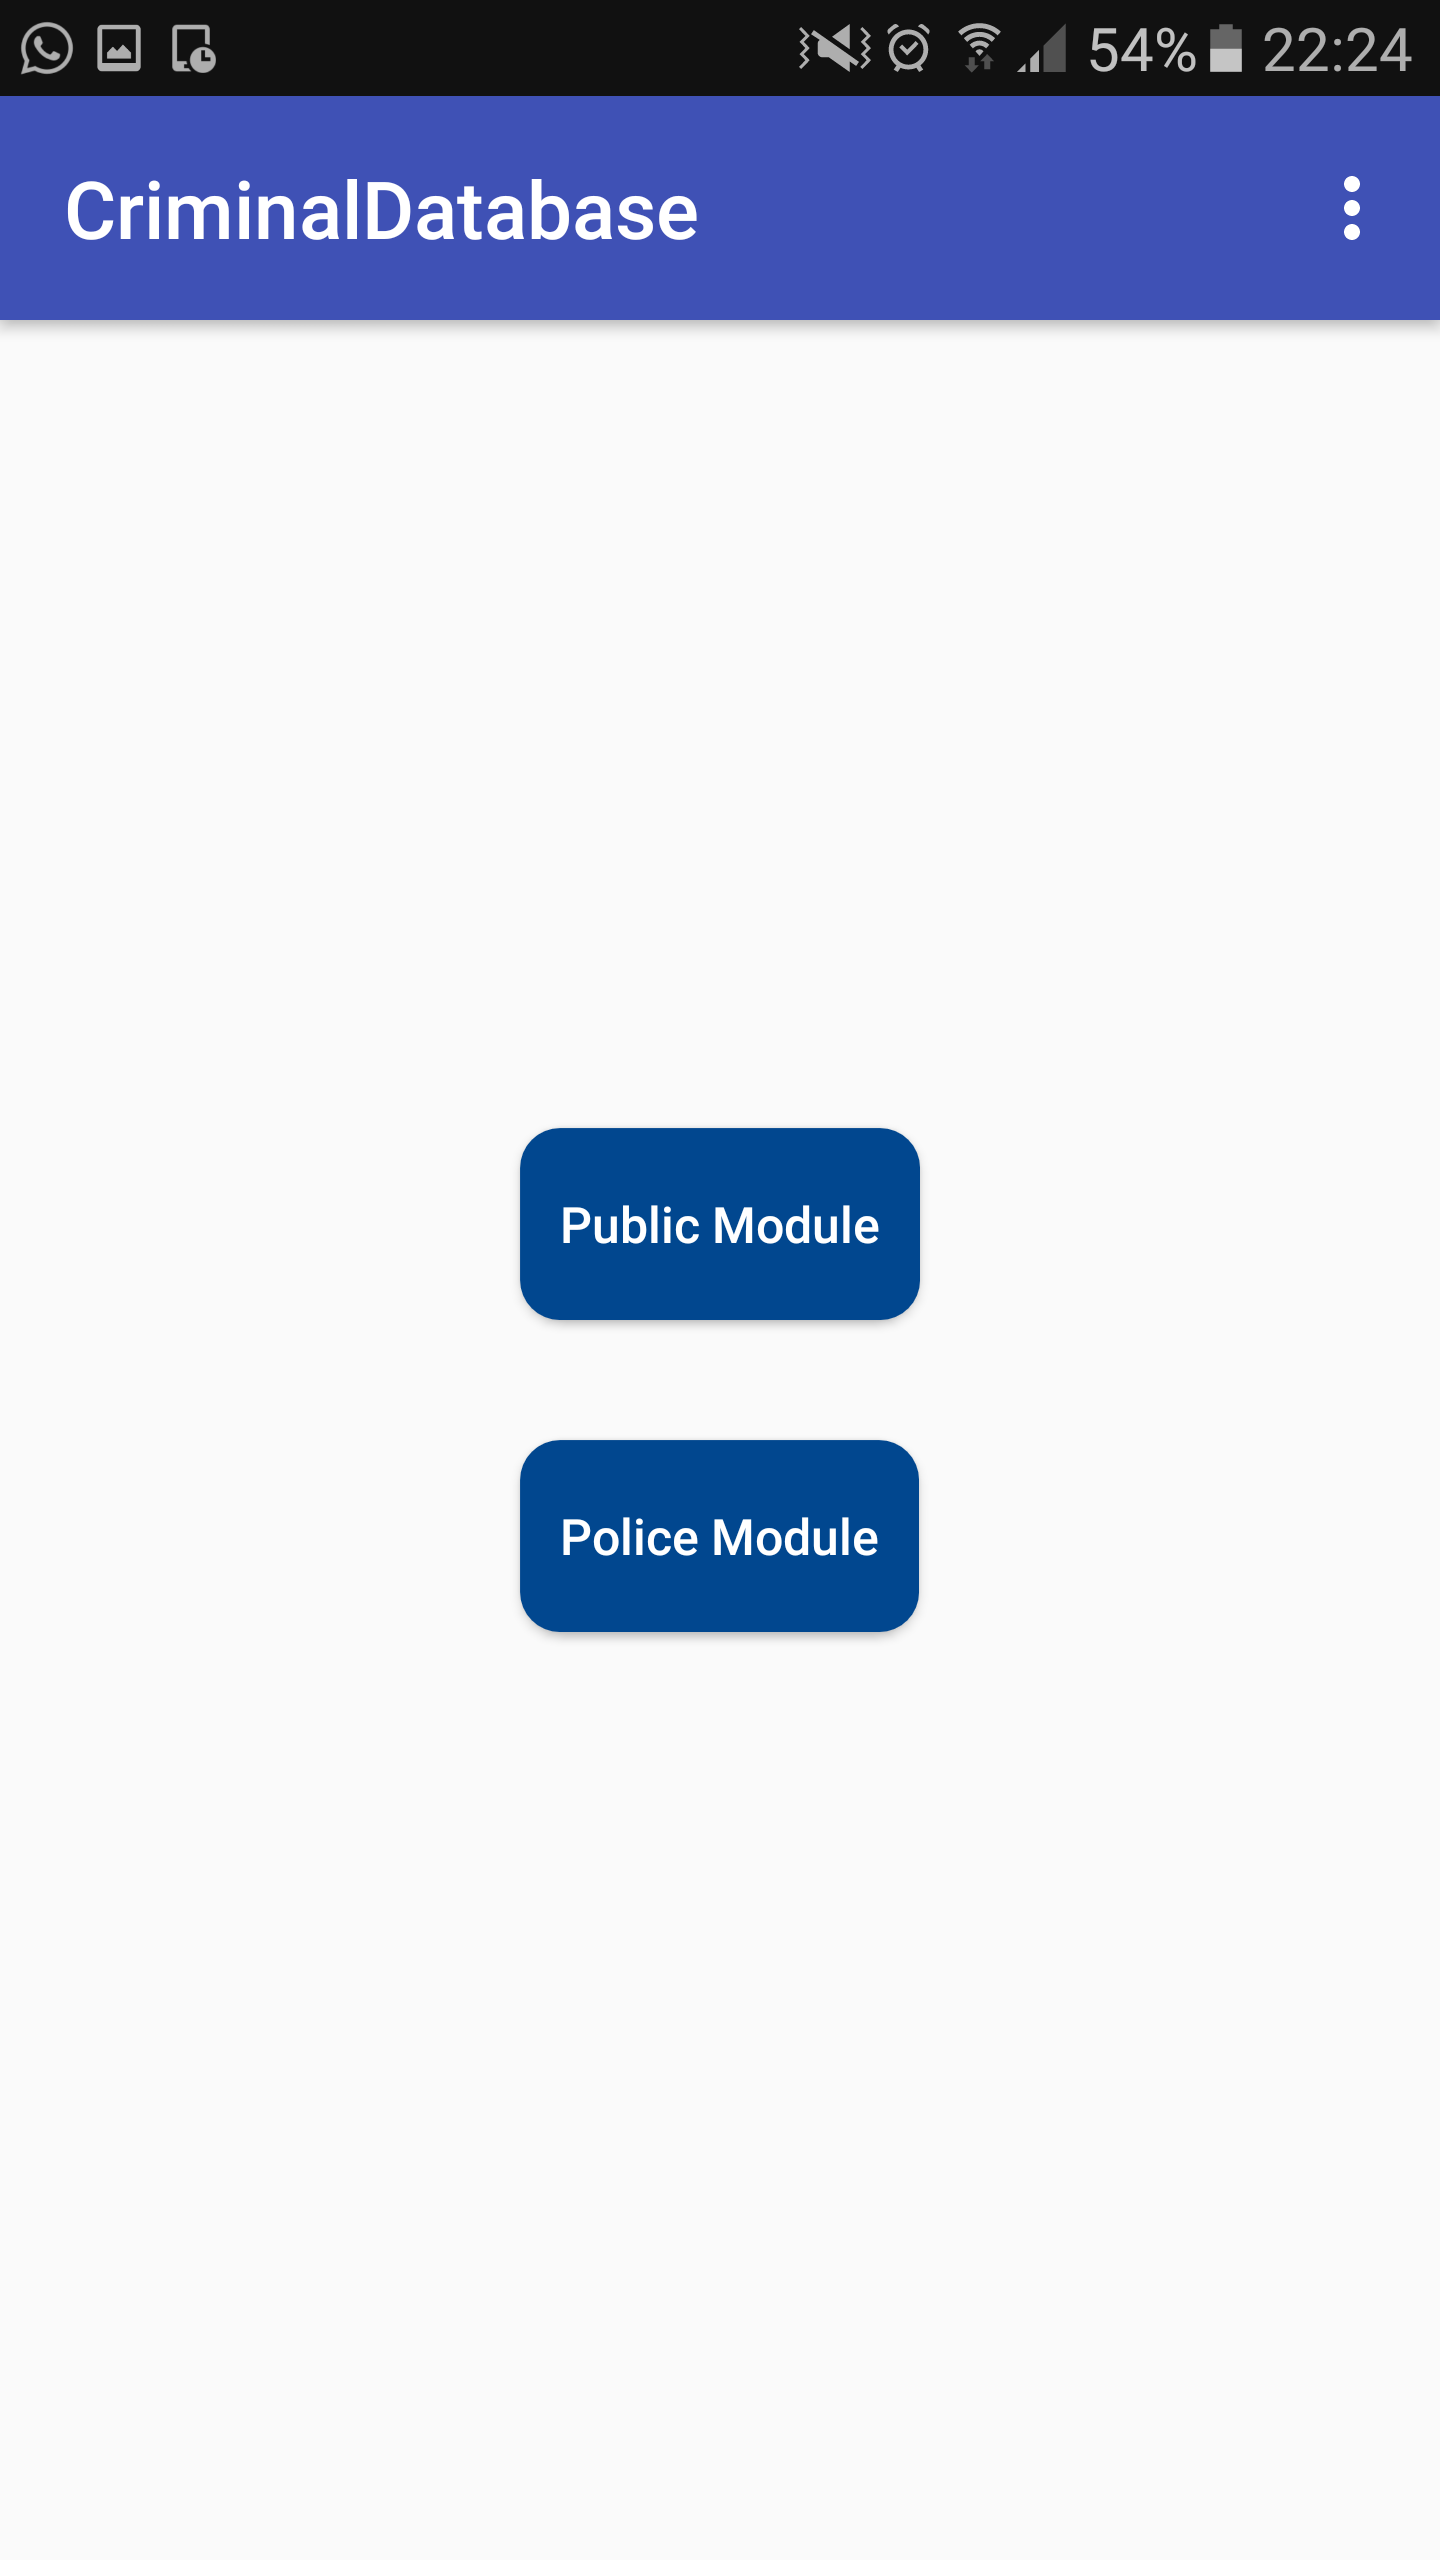 54% 22:24
CriminalDatabase
Public Module
Police Module